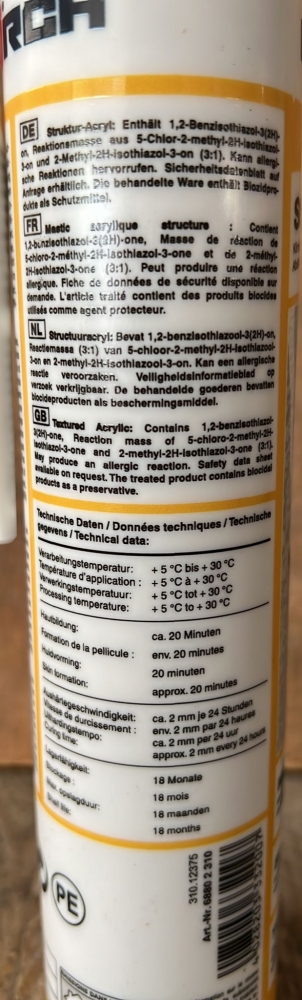 RCH
DE Struktur-Acryl: Enthält 1,2-Benzisothiazol-3(2H)-
on, Reaktionsmasse aus 5-Chlor-2-methyl-2H-isothiazol-
3-on und 2-Methyl-2H-isothiazol-3-on (3:1). Kann allergi-
sche Reaktionen hervorrufen. Sicherheitsdatenblatt auf
Anfrage erhältlich. Die behandelte Ware enthält Biozidpro-
dukte als Schutzmittel.
FR Mastic acrylique structure : Contient
1,2-benzisothiazol-3(2H)-one, Masse de réaction de
5-chloro-2-méthyl-2H-isothiazol-3-one et de 2-méthyl-
2H-isothiazol-3-one (3:1). Peut produire une réaction
allergique. Fiche de données de sécurité disponible sur
demande. L'article traité contient des produits biocides
utilisés comme agent protecteur.
NL Structuuracryl: Bevat 1,2-benzisothiazool-3(2H)-on,
Reactiemassa (3:1) van 5-chloor-2-methyl-2H-isothiazol-
3-on en 2-methyl-2H-isothiazol-3-on. Kan een allergische
reactie veroorzaken. Veiligheidsinformatieblad op
verzoek verkrijgbaar. De behandelde goederen bevatten
biocideproducten als beschermingsmiddel.
GB Textured Acrylic: Contains 1,2-benzisothiazol-
3(2H)-one, Reaction mass of 5-chloro-2-methyl-2H-
isothiazol-3-one and 2-methyl-2H-isothiazol-3-one (3:1).
May produce an allergic reaction. Safety data sheet
available on request. The treated product contains biocidal
products as a preservative.
Technische Daten / Données techniques / Technische
gegevens / Technical data:
Verarbeitungstemperatur: + 5 °C bis + 30 °C
Température d'application : + 5 °C à + 30 °C
Verwerkingstemperatuur: + 5 °C tot + 30 °C
Processing temperature: + 5 °C to + 30 °C
Hautbildung: ca. 20 Minuten
Formation de la pellicule : env. 20 minutes
Huidvorming: 20 minuten
Skin formation: approx. 20 minutes
Aushärtegeschwindigkeit: ca. 2 mm je 24 Stunden
Vitesse de durcissement : env. 2 mm par 24 heures
Uithardingstempo: ca. 2 mm per 24 uur
Curing time: approx. 2 mm every 24 hours
Lagerfähigkeit: 18 Monate
Stockage : 18 mois
Max. opslagduur: 18 maanden
Shelf life: 18 months
PE
310.12375
Art.-Nr. 6880 2 310